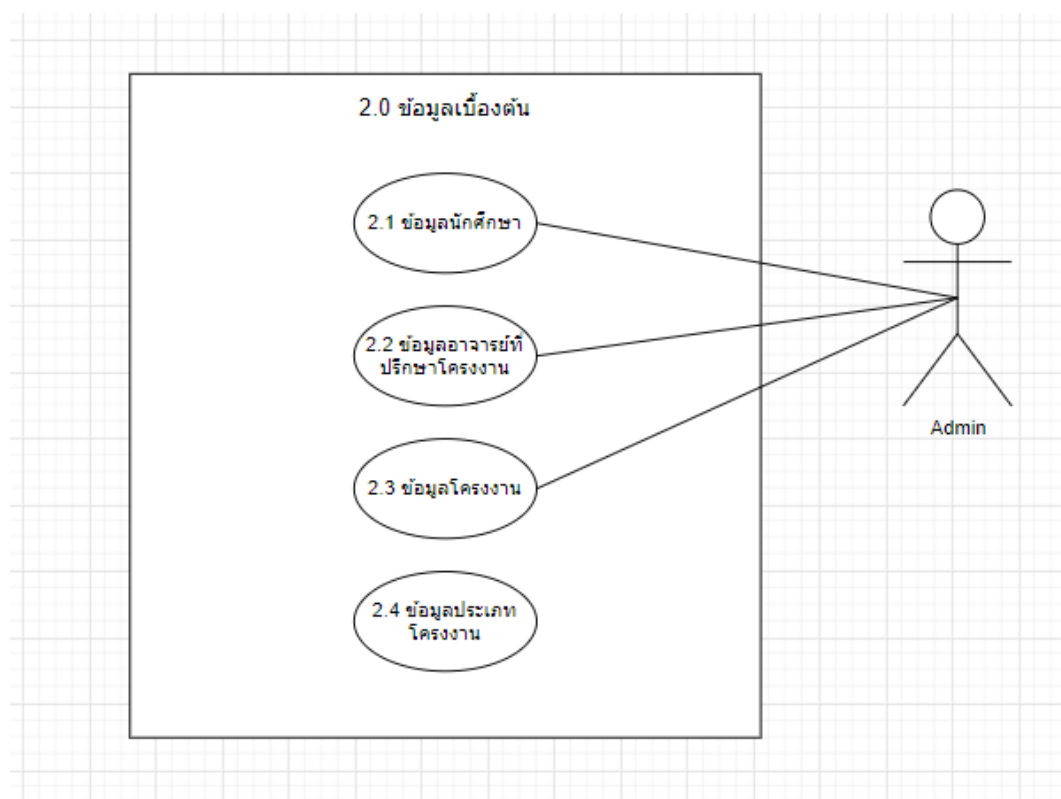 2.0 ข้อมูลเบื้องต้น
2.1 ข้อมูลนักศึกษา
2.2 ข้อมูลอาจารย์ที่
ปรึกษาโครงงาน
2.3 ข้อมูลโครงงาน
2.4 ข้อมูลประเภท
โครงงาน
Admin